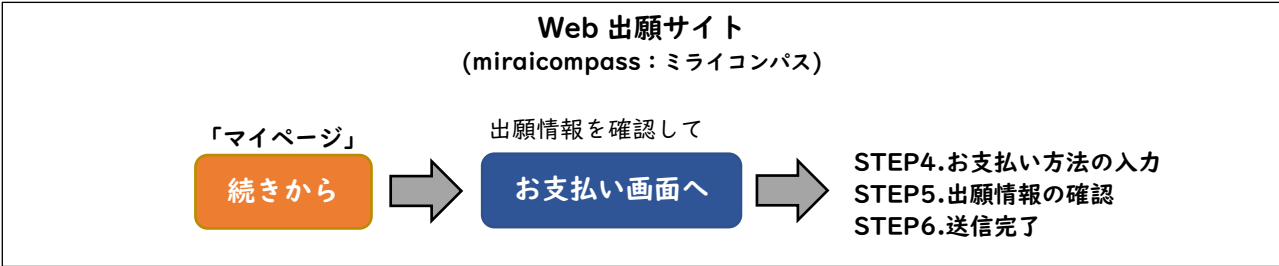 Web 出願サイト
(miraicompass：ミライコンパス)
「マイページ」
続きから
出願情報を確認して
お支払い画面へ
STEP4.お支払い方法の入力
STEP5.出願情報の確認
STEP6.送信完了